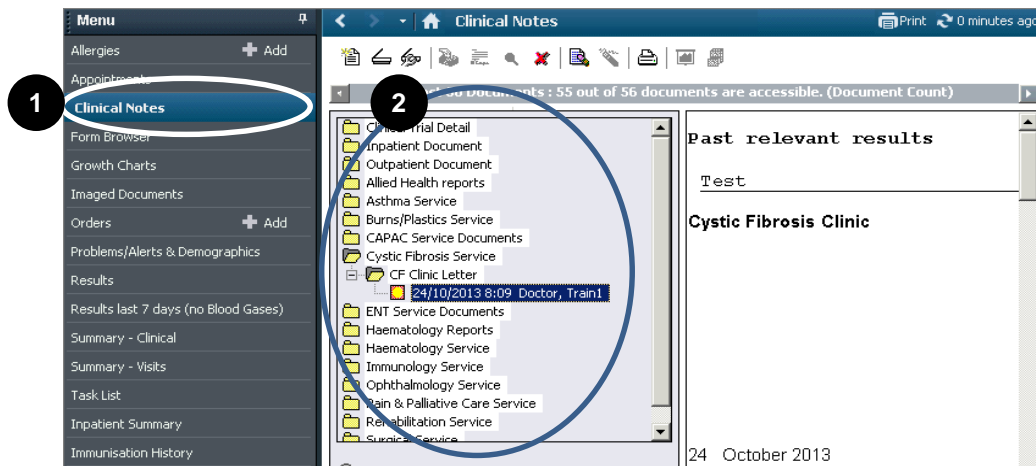 Menu
Allergies
Add
Appointments
1
Clinical Notes
Form Browser
Growth Charts
Imaged Documents
Orders
Add
Problems/Alerts & Demographics
Results
Results last 7 days (no Blood Gases)
Summary - Clinical
Summary - Visits
Task List
Inpatient Summary
Immunisation History
Clinical Notes
Print
0 minutes ago
2
Documents : 55 out of 56 documents are accessible. (Document Count)
Clinical Trial Detail
Inpatient Document
Outpatient Document
Allied Health reports
Asthma Service
Burns/Plastics Service
CAPAC Service Documents
Cystic Fibrosis Service
CF Clinic Letter
24/10/2013 8:09 Doctor, Train1
ENT Service Documents
Haematology Reports
Haematology Service
Immunology Service
Ophthalmology Service
Pain & Palliative Care Service
Rehabilitation Service
Surgical Service
Past relevant results
Test
Cystic Fibrosis Clinic
24 October 2013